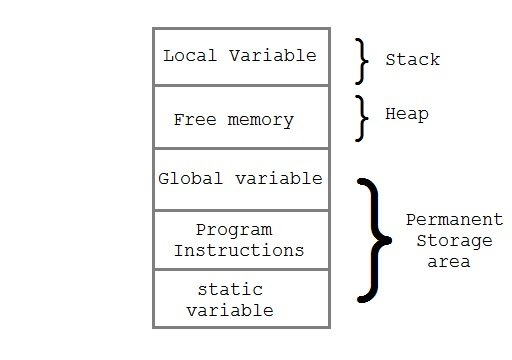 Local Variable
Stack
Free memory
Heap
Global variable
Program
Instructions
static
variable
Permanent
Storage
area